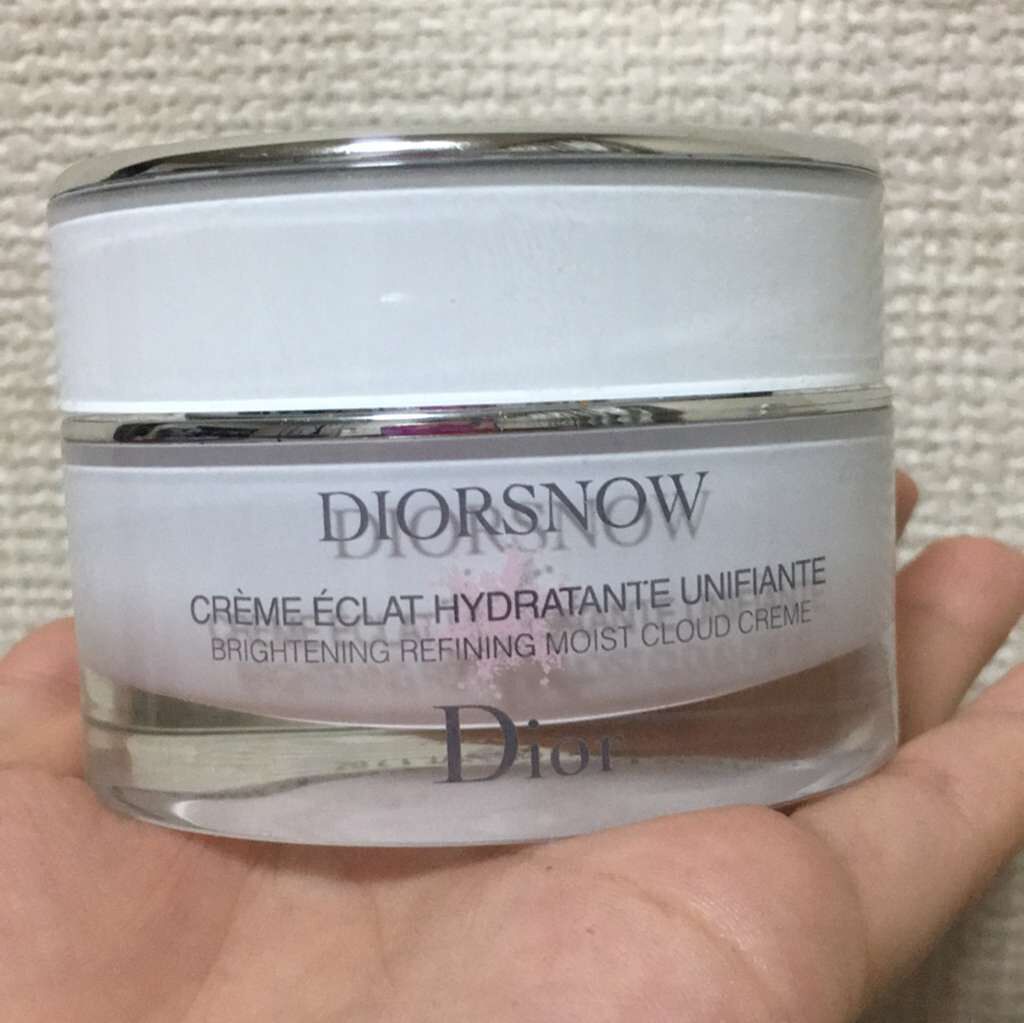 DIORSNOW
CRÈME ÉCLAT HYDRATANTE UNIFIANTE
BRIGHTENING REFINING MOIST CLOUD CREME
Dior